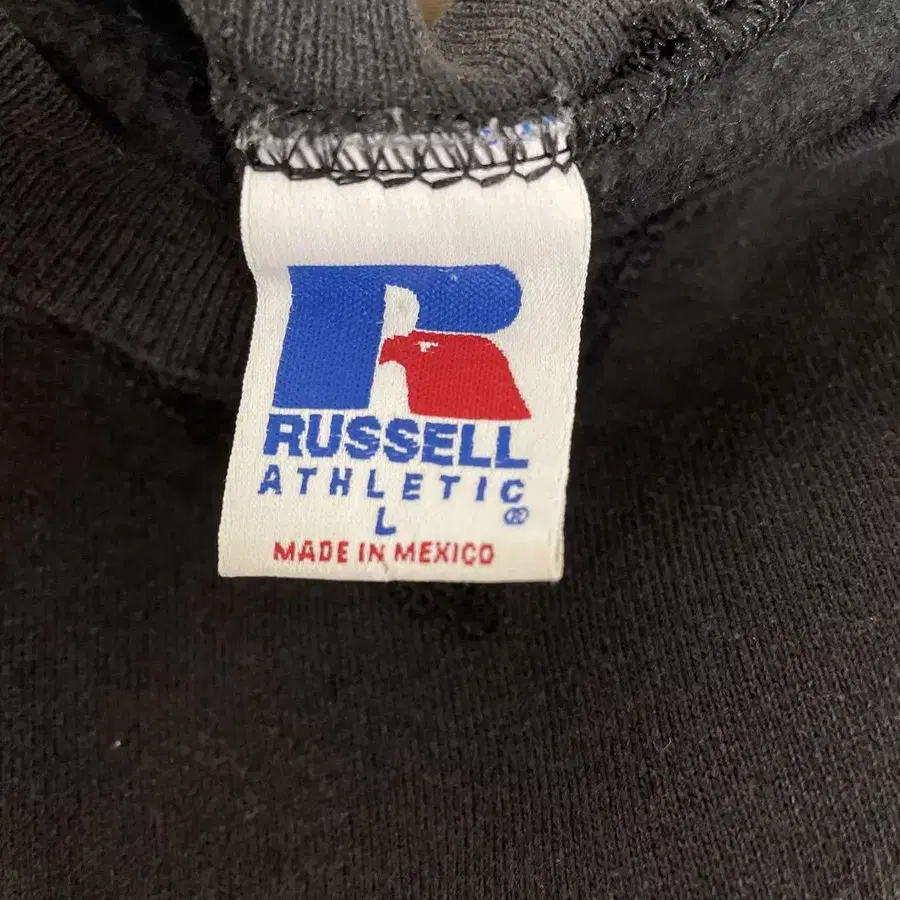 R
RUSSELL
ATHLETIC
®
L
MADE IN MEXICO